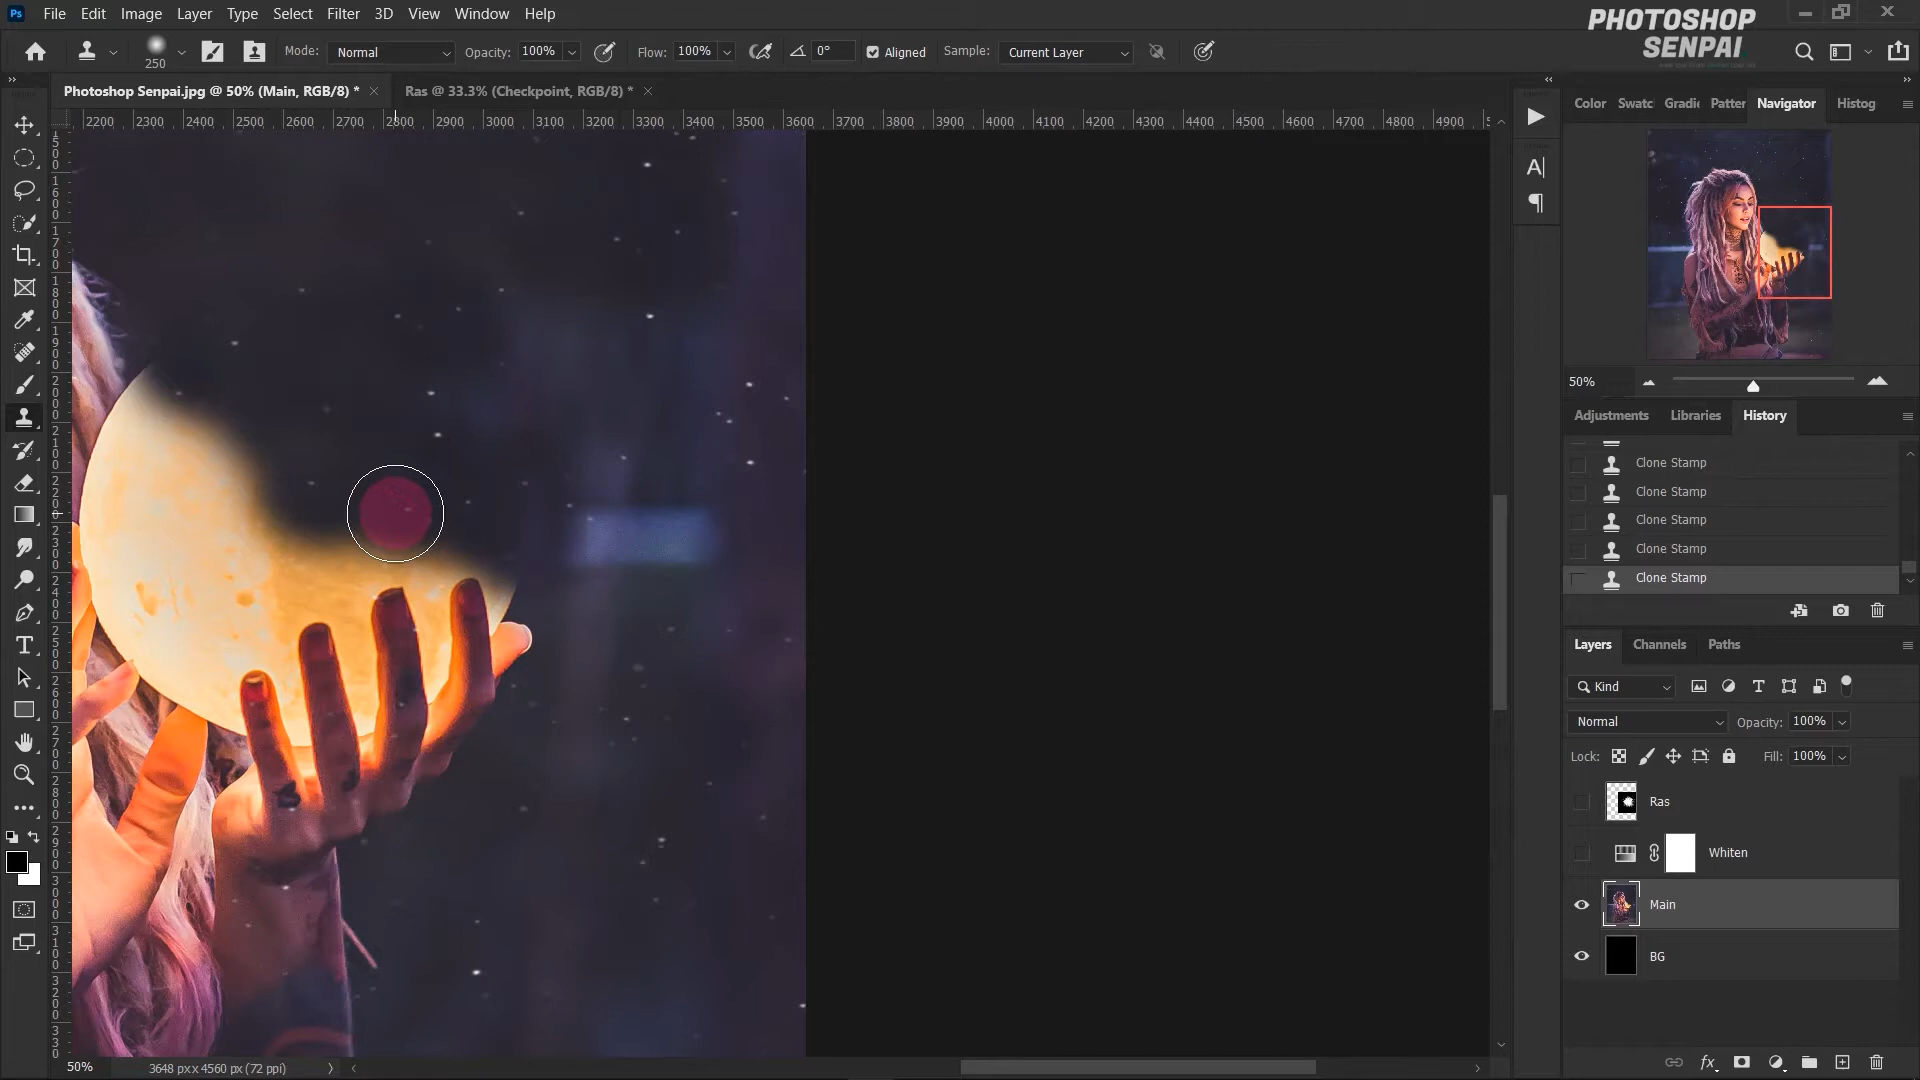 Ps File Edit Image Layer Type Select Filter 3D View Window Help
PHOTOSHOP
SENPAI
250 Mode: Normal Opacity: 100% Flow: 100% 0° Aligned Sample: Current Layer
Photoshop Senpai.jpg @ 50% (Main, RGB/8) * Ras @ 33.3% (Checkpoint, RGB/8) *
2200 2300 2400 2500 2600 2700 2800 2900 3000 3100 3200 3300 3400 3500 3600 3700 3800 3900 4000 4100 4200 4300 4400 4500 4600 4700 4800 4900
Color Swatc Gradie Patter Navigator Histog
50%
Adjustments Libraries History
Clone Stamp
Clone Stamp
Clone Stamp
Clone Stamp
Clone Stamp
Layers Channels Paths
Kind
Normal Opacity: 100%
Lock: Fill: 100%
Ras
Whiten
Main
BG
fx
50% 3648 px x 4560 px (72 ppi)